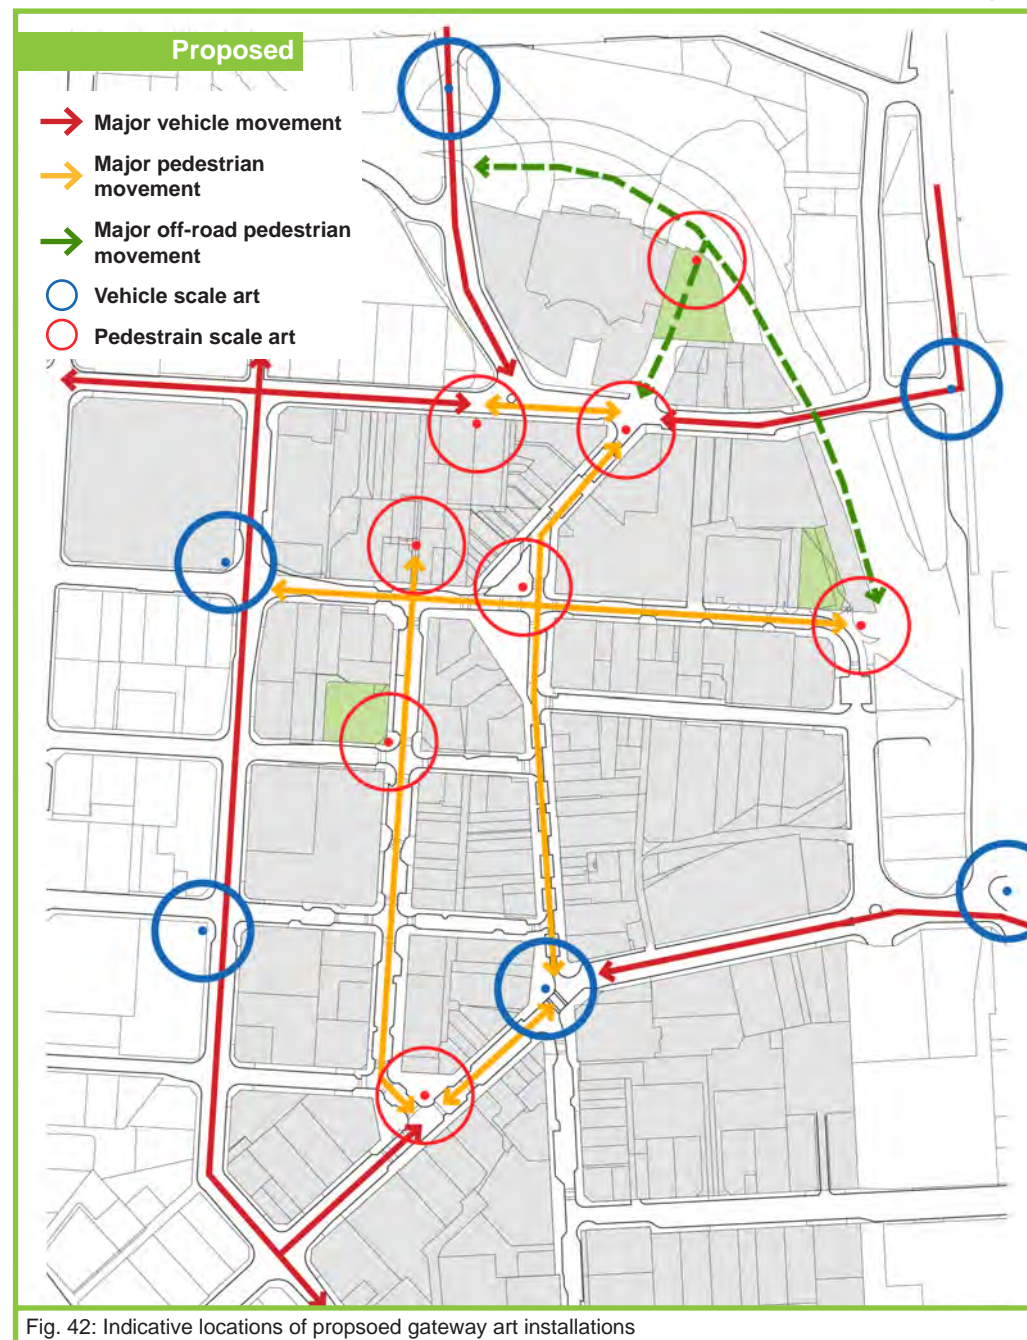 Proposed
Major vehicle movement
Major pedestrian
movement
Major off-road pedestrian
movement
Vehicle scale art
Pedestrain scale art
Fig. 42: Indicative locations of propsoed gateway art installations